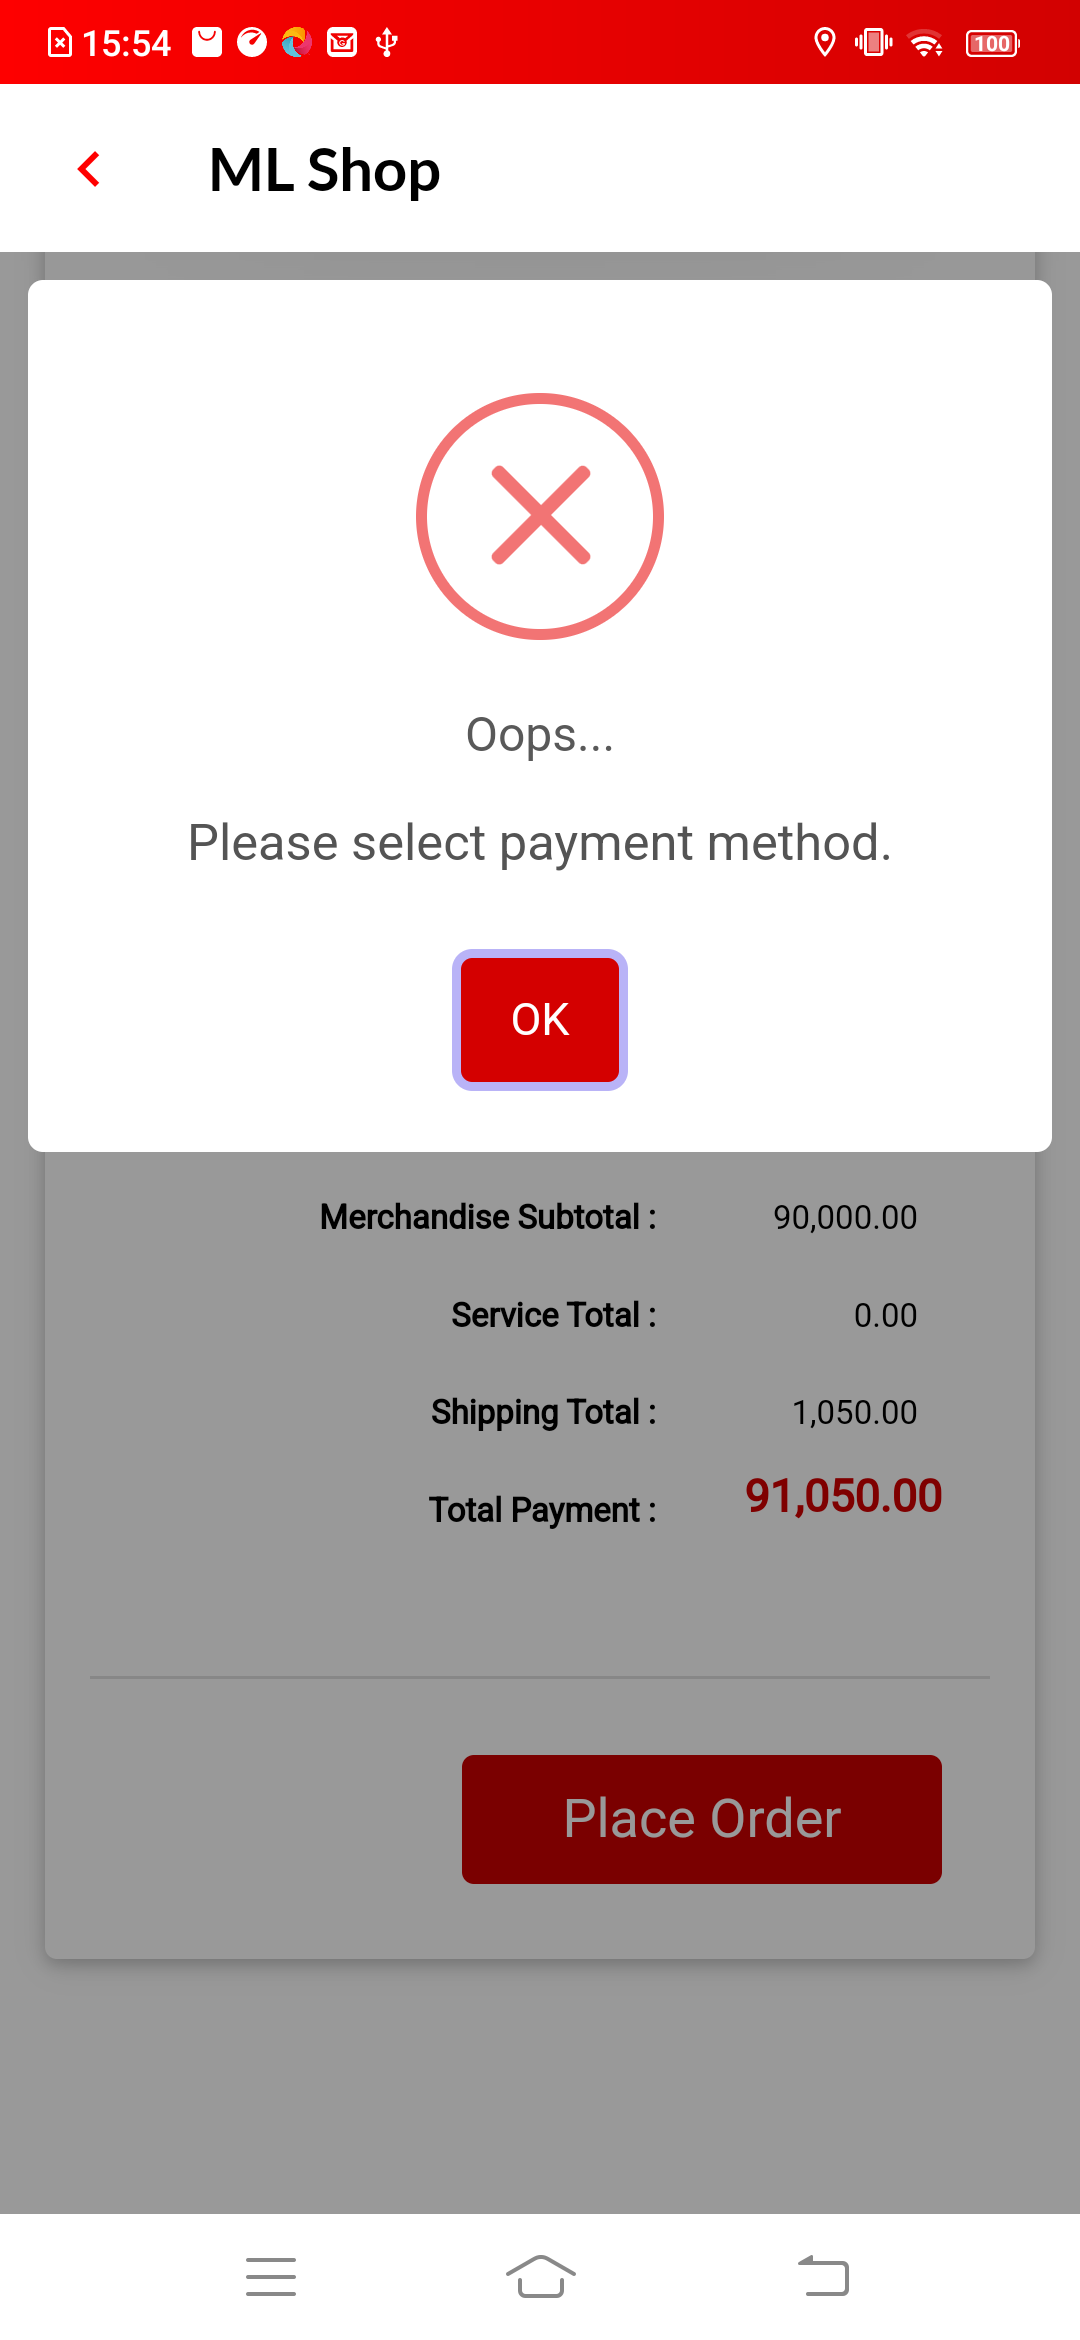 15:54
100
ML Shop
Oops...
Please select payment method.
OK
Merchandise Subtotal : 90,000.00
Service Total : 0.00
Shipping Total : 1,050.00
Total Payment : 91,050.00
Place Order